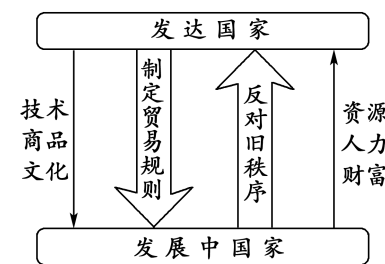 发达国家
技术
商品
文化
制定贸易规则
反对旧秩序
资源
人力
财富
发展中国家